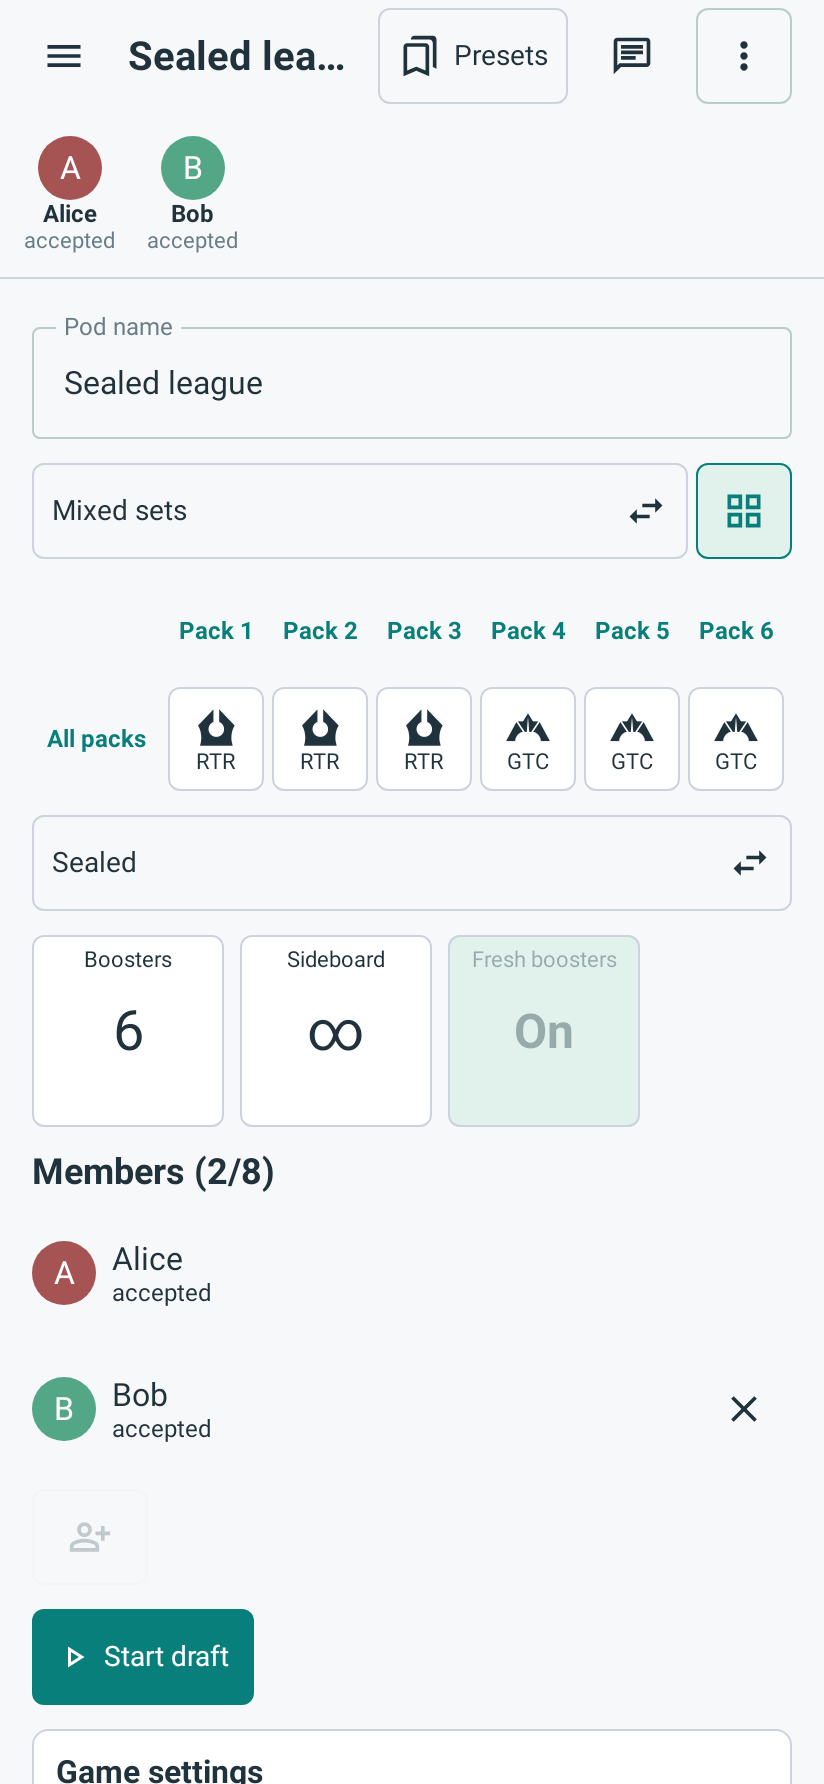 Sealed lea...
Presets
A
B
Alice
Bob
accepted
accepted
Pod name
Sealed league
Mixed sets
Pack 1 Pack 2 Pack 3 Pack 4 Pack 5 Pack 6
All packs
RTR RTR RTR GTC GTC GTC
Sealed
Boosters
6
Sideboard
∞
Fresh boosters
On
Members (2/8)
A
Alice
accepted
B
Bob
accepted
Start draft
Game settings